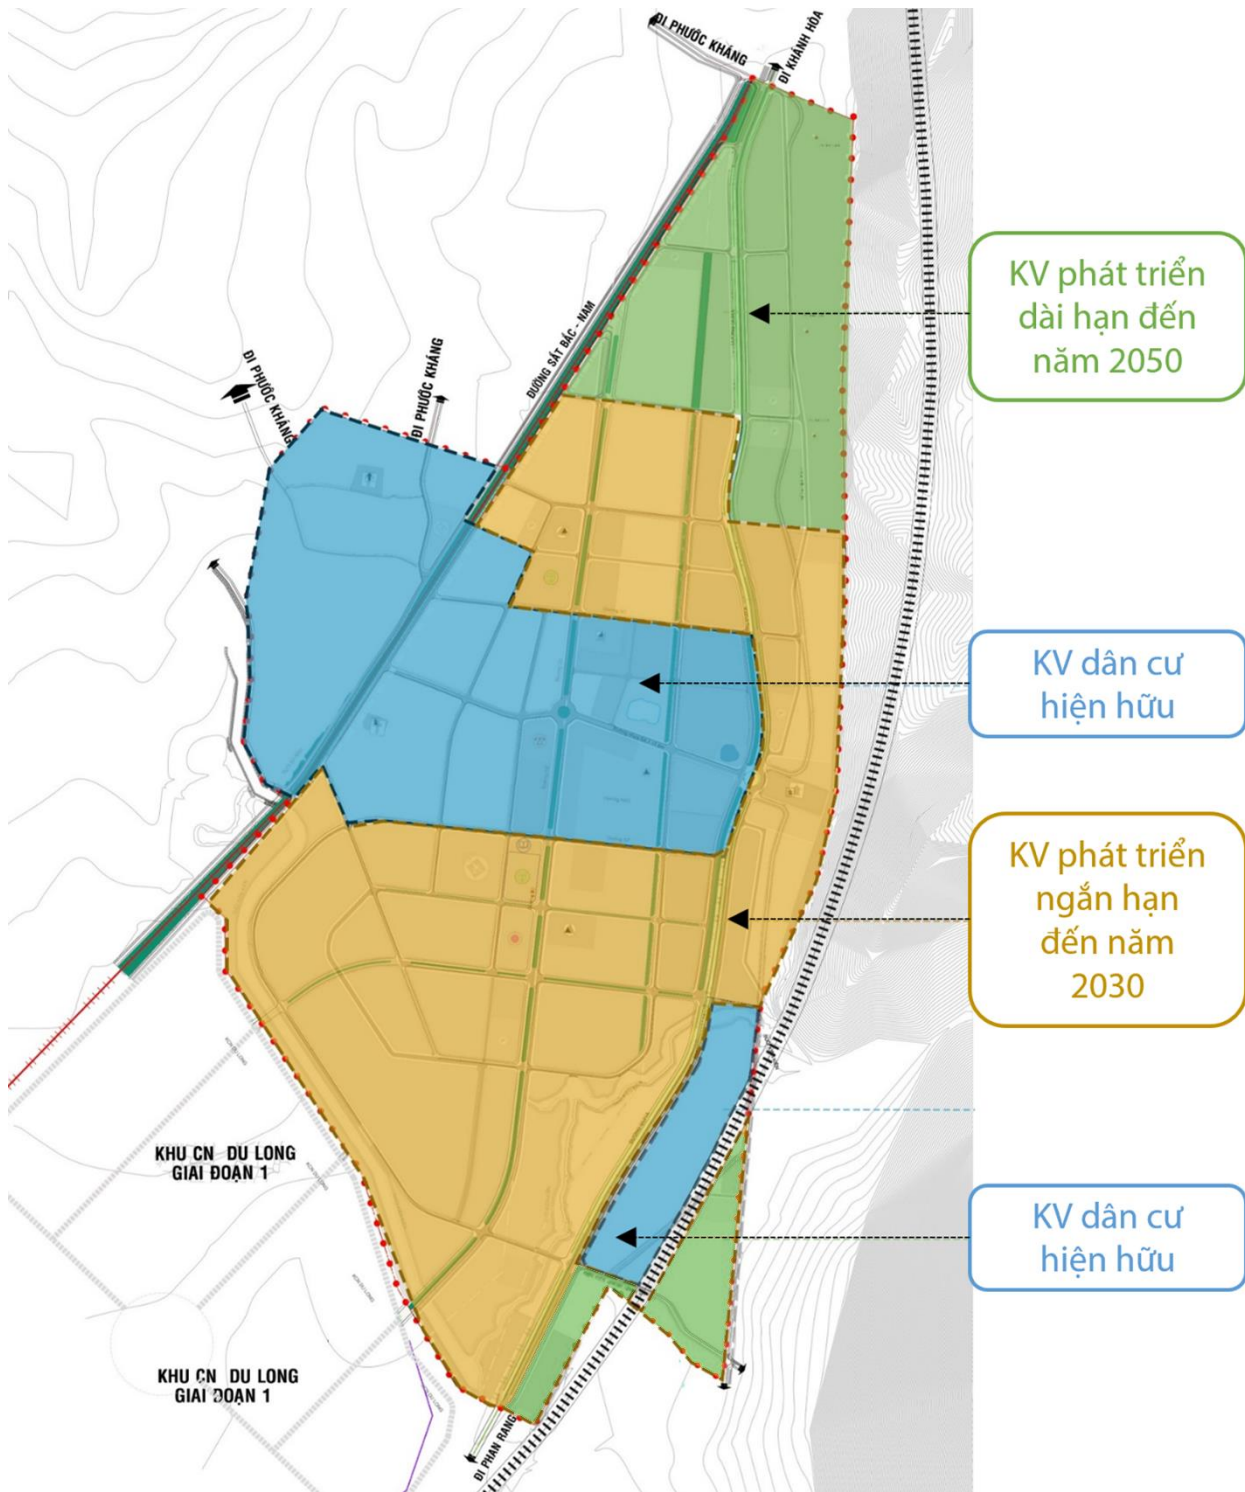 ĐI PHƯỚC KHÁNG
ĐI KHÁNH HÒA
KV phát triển
dài hạn đến
năm 2050
ĐƯỜNG SẮT BẮC - NAM
ĐI PHƯỚC KHÁNG
ĐI PHƯỚC KHÁNG
KV dân cư
hiện hữu
KV phát triển
ngắn hạn
đến năm
2030
KHU CN DU LONG
GIAI ĐOẠN 1
KV dân cư
hiện hữu
KHU CN DU LONG
GIAI ĐOẠN 1
ĐI PHAN RANG